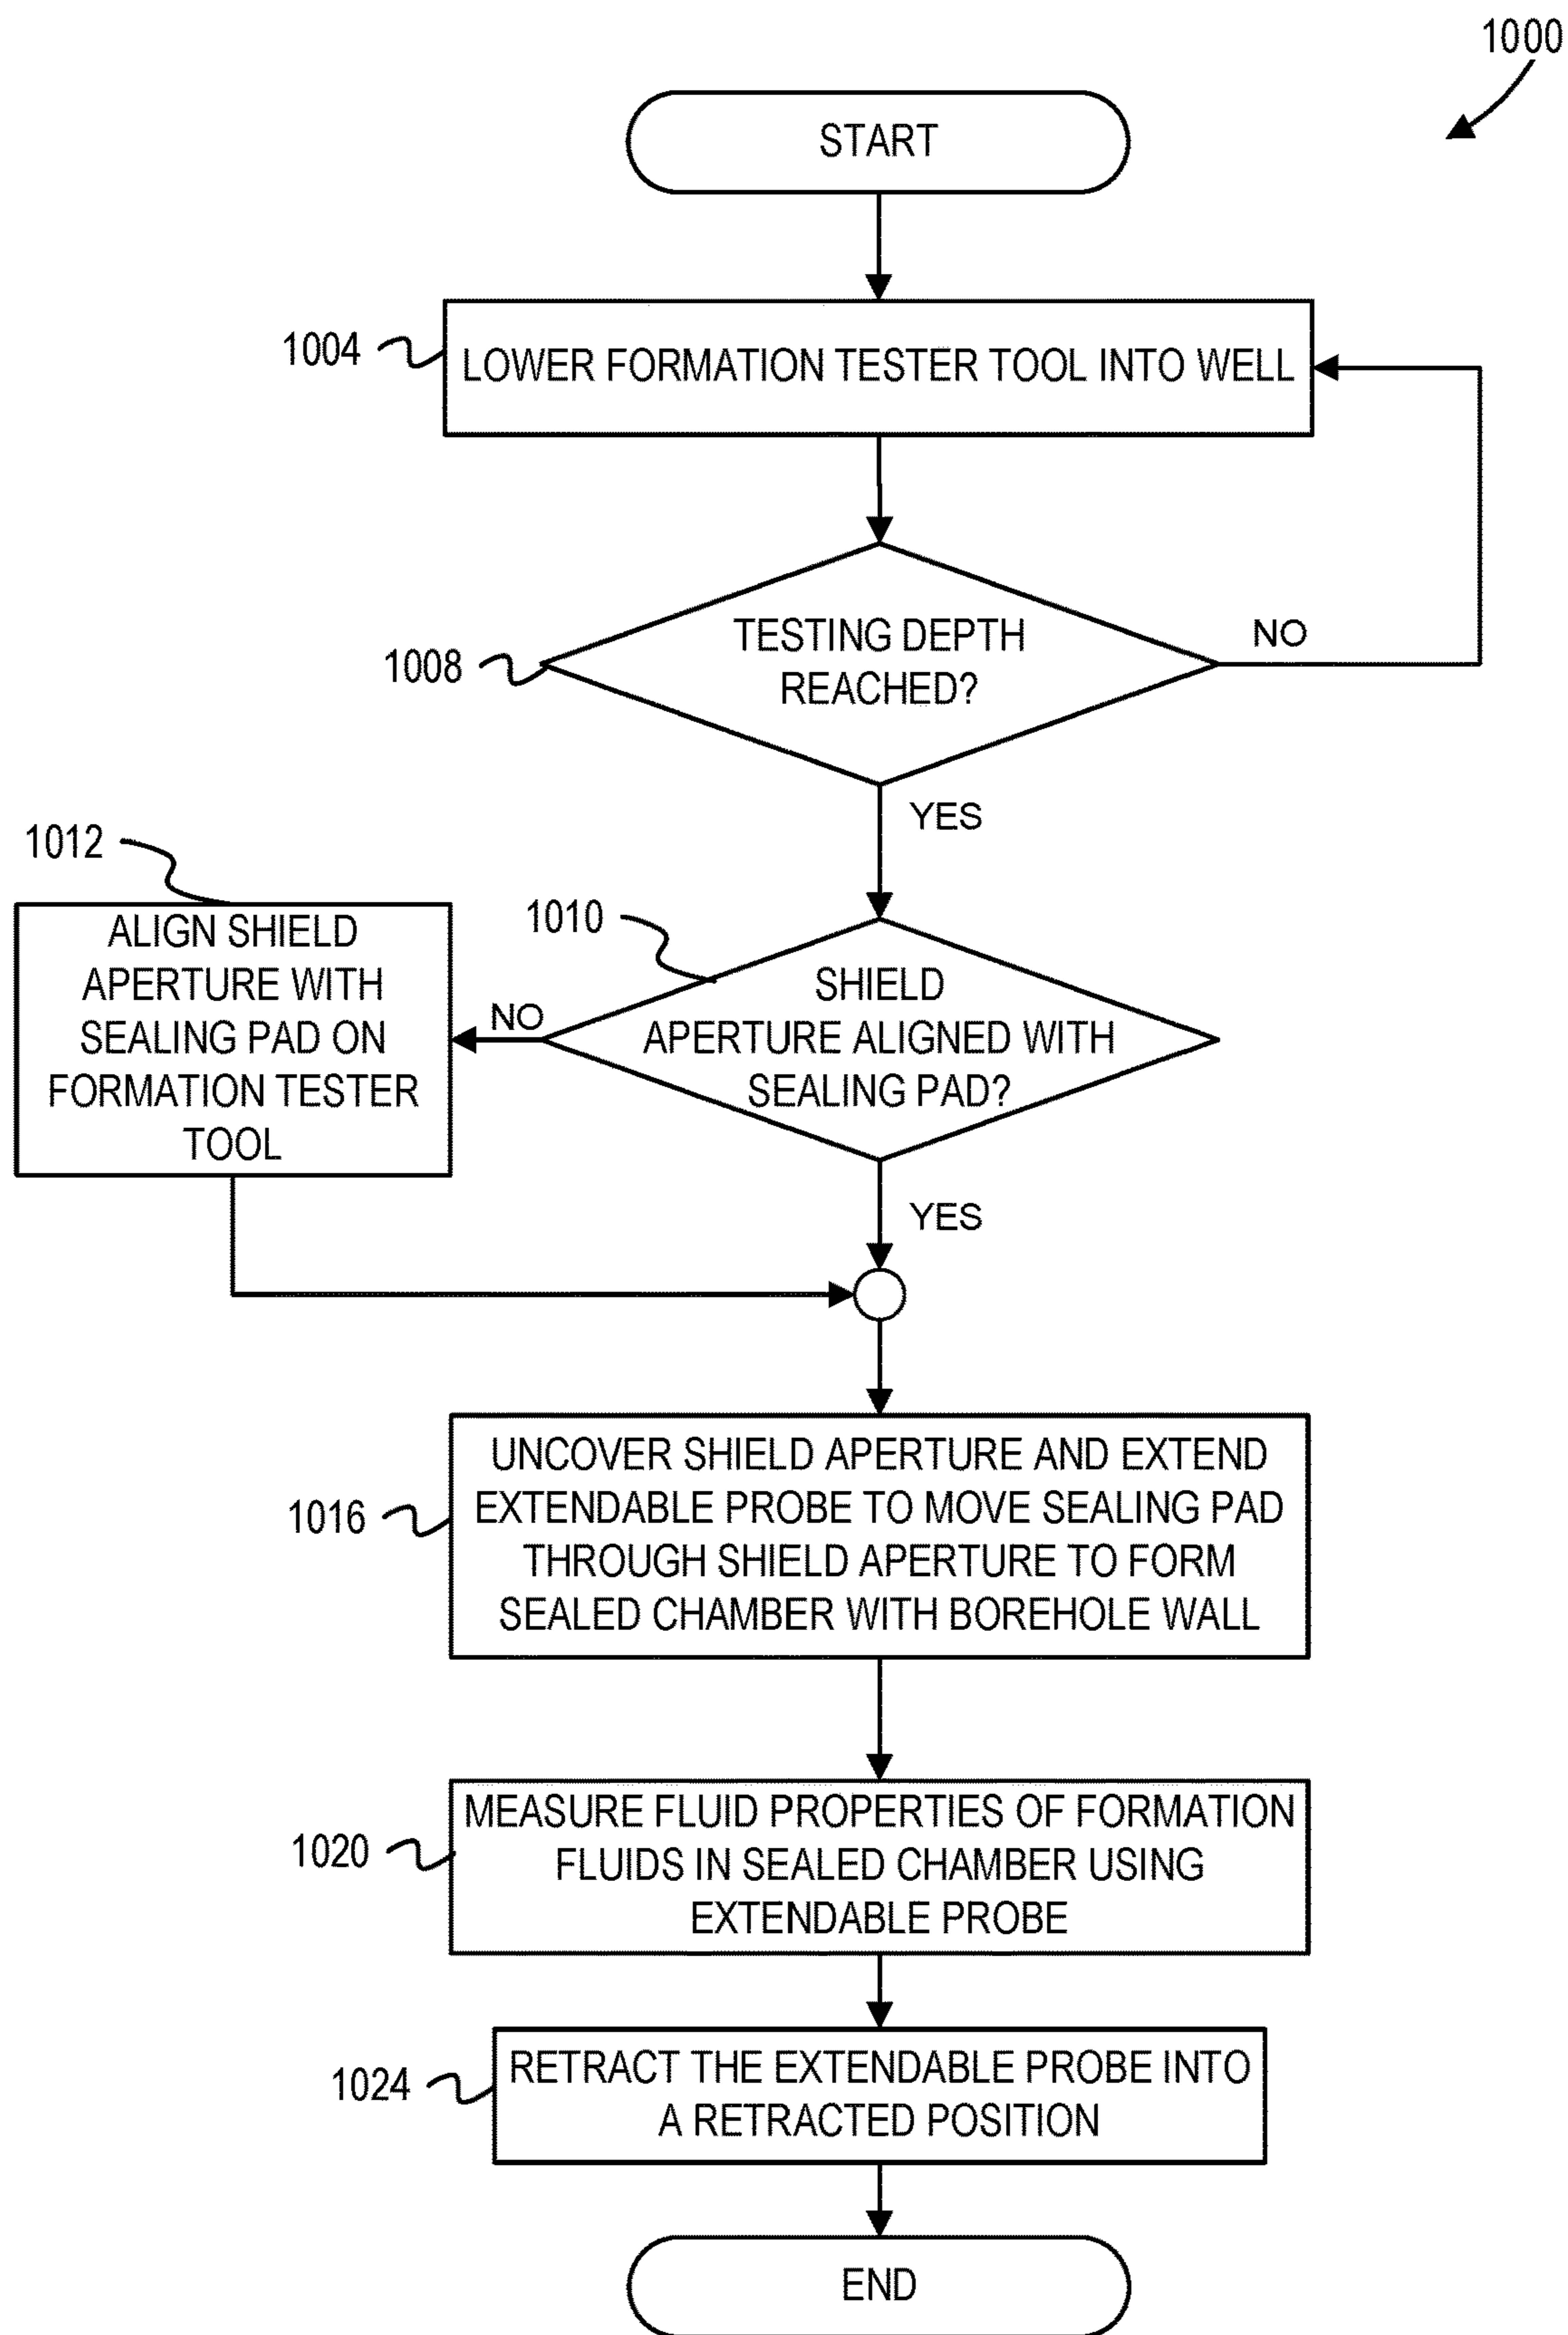 1000
START
1004
LOWER FORMATION TESTER TOOL INTO WELL
1008
TESTING DEPTH
REACHED?
NO
YES
1012
ALIGN SHIELD
APERTURE WITH
SEALING PAD ON
FORMATION TESTER
TOOL
1010
SHIELD
APERTURE ALIGNED WITH
SEALING PAD?
NO
YES
1016
UNCOVER SHIELD APERTURE AND EXTEND
EXTENDABLE PROBE TO MOVE SEALING PAD
THROUGH SHIELD APERTURE TO FORM
SEALED CHAMBER WITH BOREHOLE WALL
1020
MEASURE FLUID PROPERTIES OF FORMATION
FLUIDS IN SEALED CHAMBER USING
EXTENDABLE PROBE
1024
RETRACT THE EXTENDABLE PROBE INTO
A RETRACTED POSITION
END